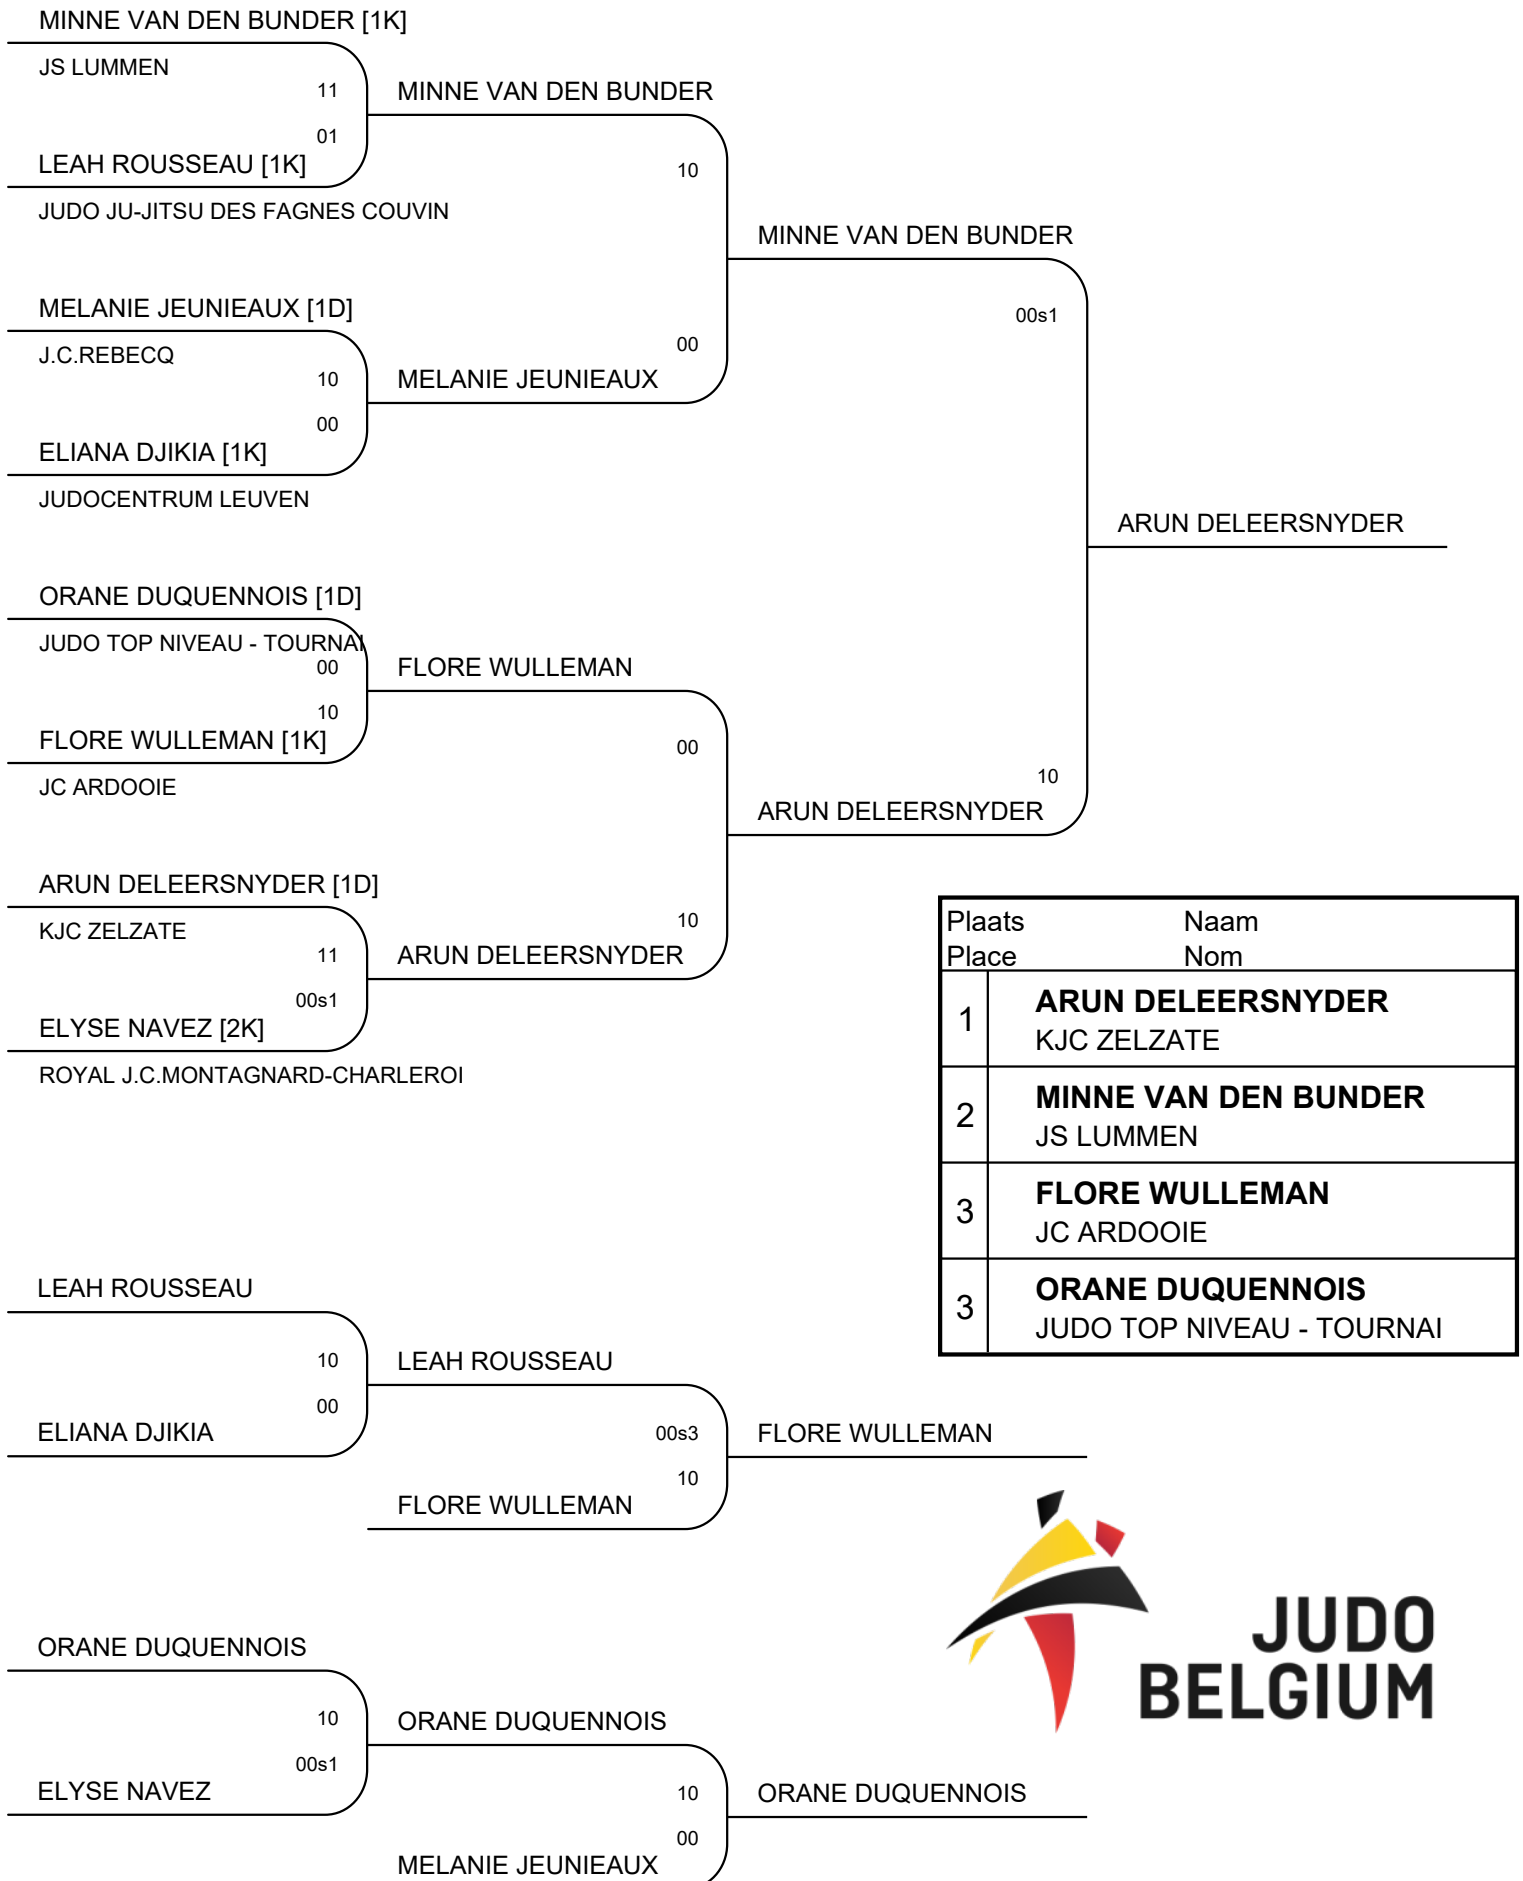 MINNE VAN DEN BUNDER [1K]
JS LUMMEN
11
01
LEAH ROUSSEAU [1K]
JUDO JU-JITSU DES FAGNES COUVIN
MINNE VAN DEN BUNDER
10
00
MELANIE JEUNIEAUX [1D]
J.C.REBECQ
10
00
ELIANA DJIKIA [1K]
JUDOCENTRUM LEUVEN
MELANIE JEUNIEAUX
MINNE VAN DEN BUNDER
00s1
10
ARUN DELEERSNYDER
ORANE DUQUENNOIS [1D]
JUDO TOP NIVEAU - TOURNAI
00
10
FLORE WULLEMAN [1K]
JC ARDOOIE
FLORE WULLEMAN
00
10
ARUN DELEERSNYDER
ARUN DELEERSNYDER [1D]
KJC ZELZATE
11
00s1
ELYSE NAVEZ [2K]
ROYAL J.C.MONTAGNARD-CHARLEROI
ARUN DELEERSNYDER
Plaats Naam
Place Nom
1 ARUN DELEERSNYDER
KJC ZELZATE
2 MINNE VAN DEN BUNDER
JS LUMMEN
3 FLORE WULLEMAN
JC ARDOOIE
3 ORANE DUQUENNOIS
JUDO TOP NIVEAU - TOURNAI
LEAH ROUSSEAU
10
00
ELIANA DJIKIA
LEAH ROUSSEAU
00s3
10
FLORE WULLEMAN
FLORE WULLEMAN
ORANE DUQUENNOIS
10
00s1
ELYSE NAVEZ
ORANE DUQUENNOIS
10
00
MELANIE JEUNIEAUX
ORANE DUQUENNOIS
JUDO
BELGIUM